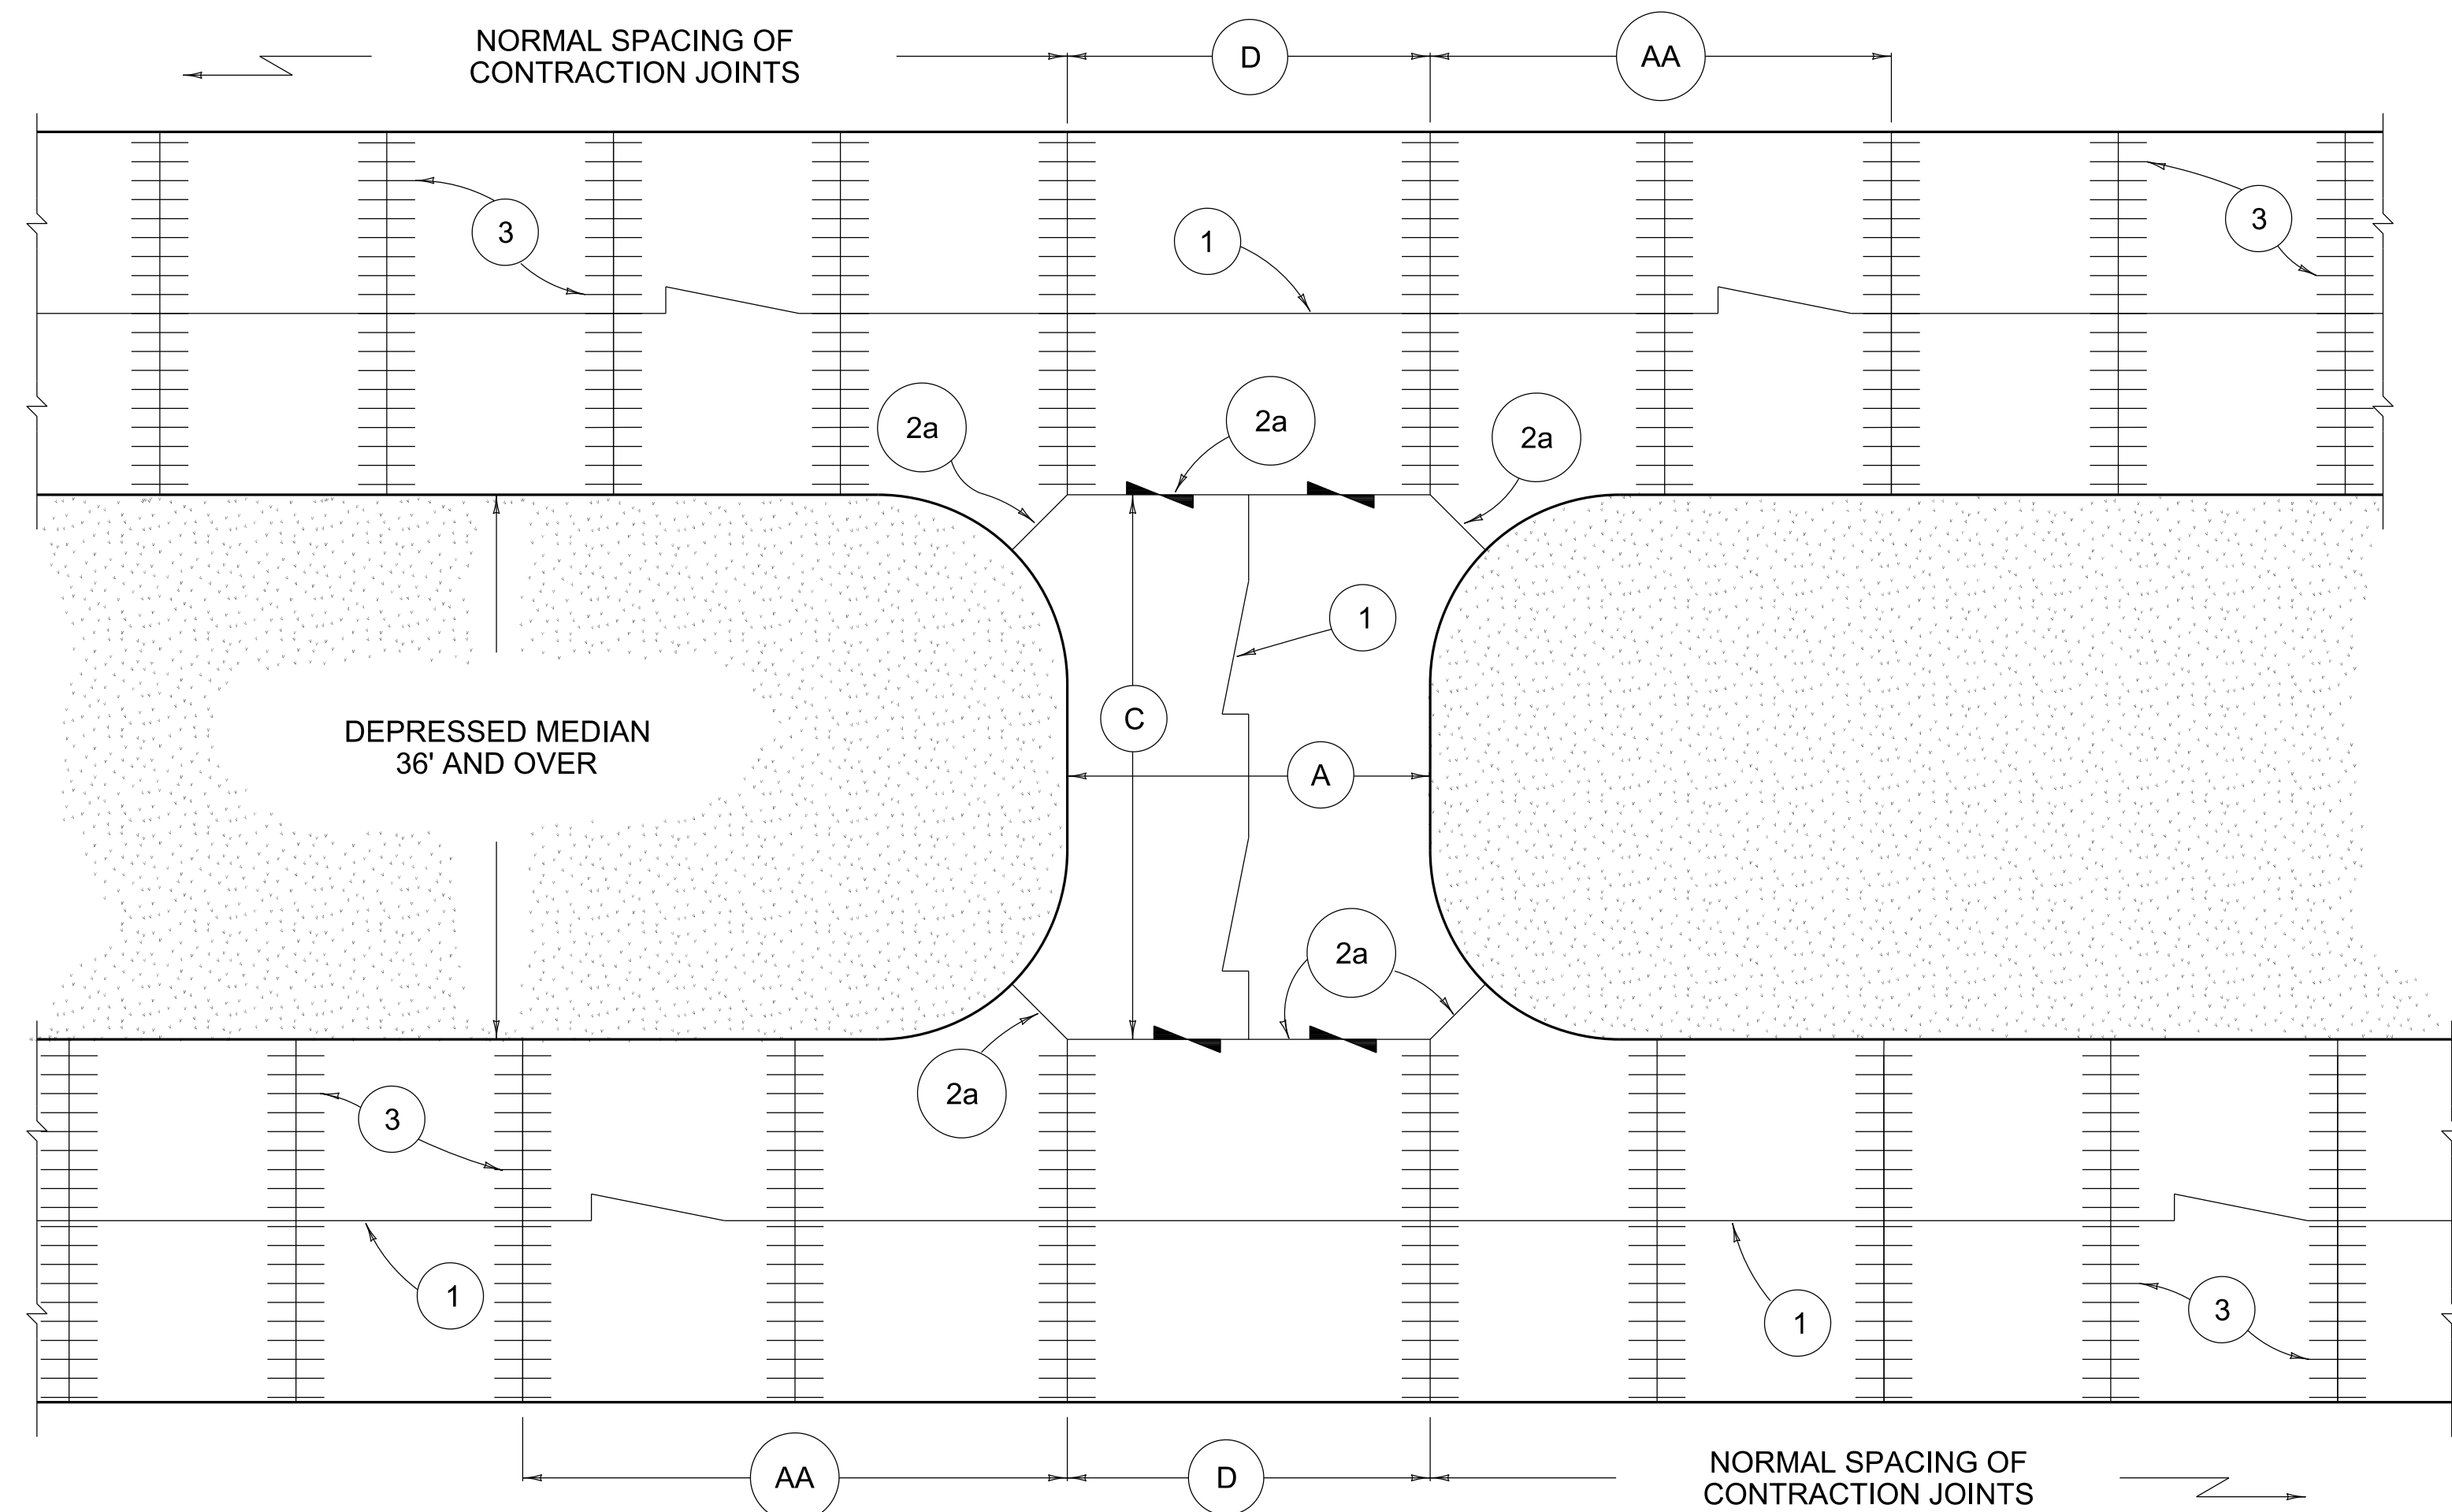 NORMAL SPACING OF
CONTRACTION JOINTS
D
AA
3
1
3
2a
2a
2a
1
DEPRESSED MEDIAN
36' AND OVER
C
A
2a
2a
3
1
1
3
AA
D
NORMAL SPACING OF
CONTRACTION JOINTS